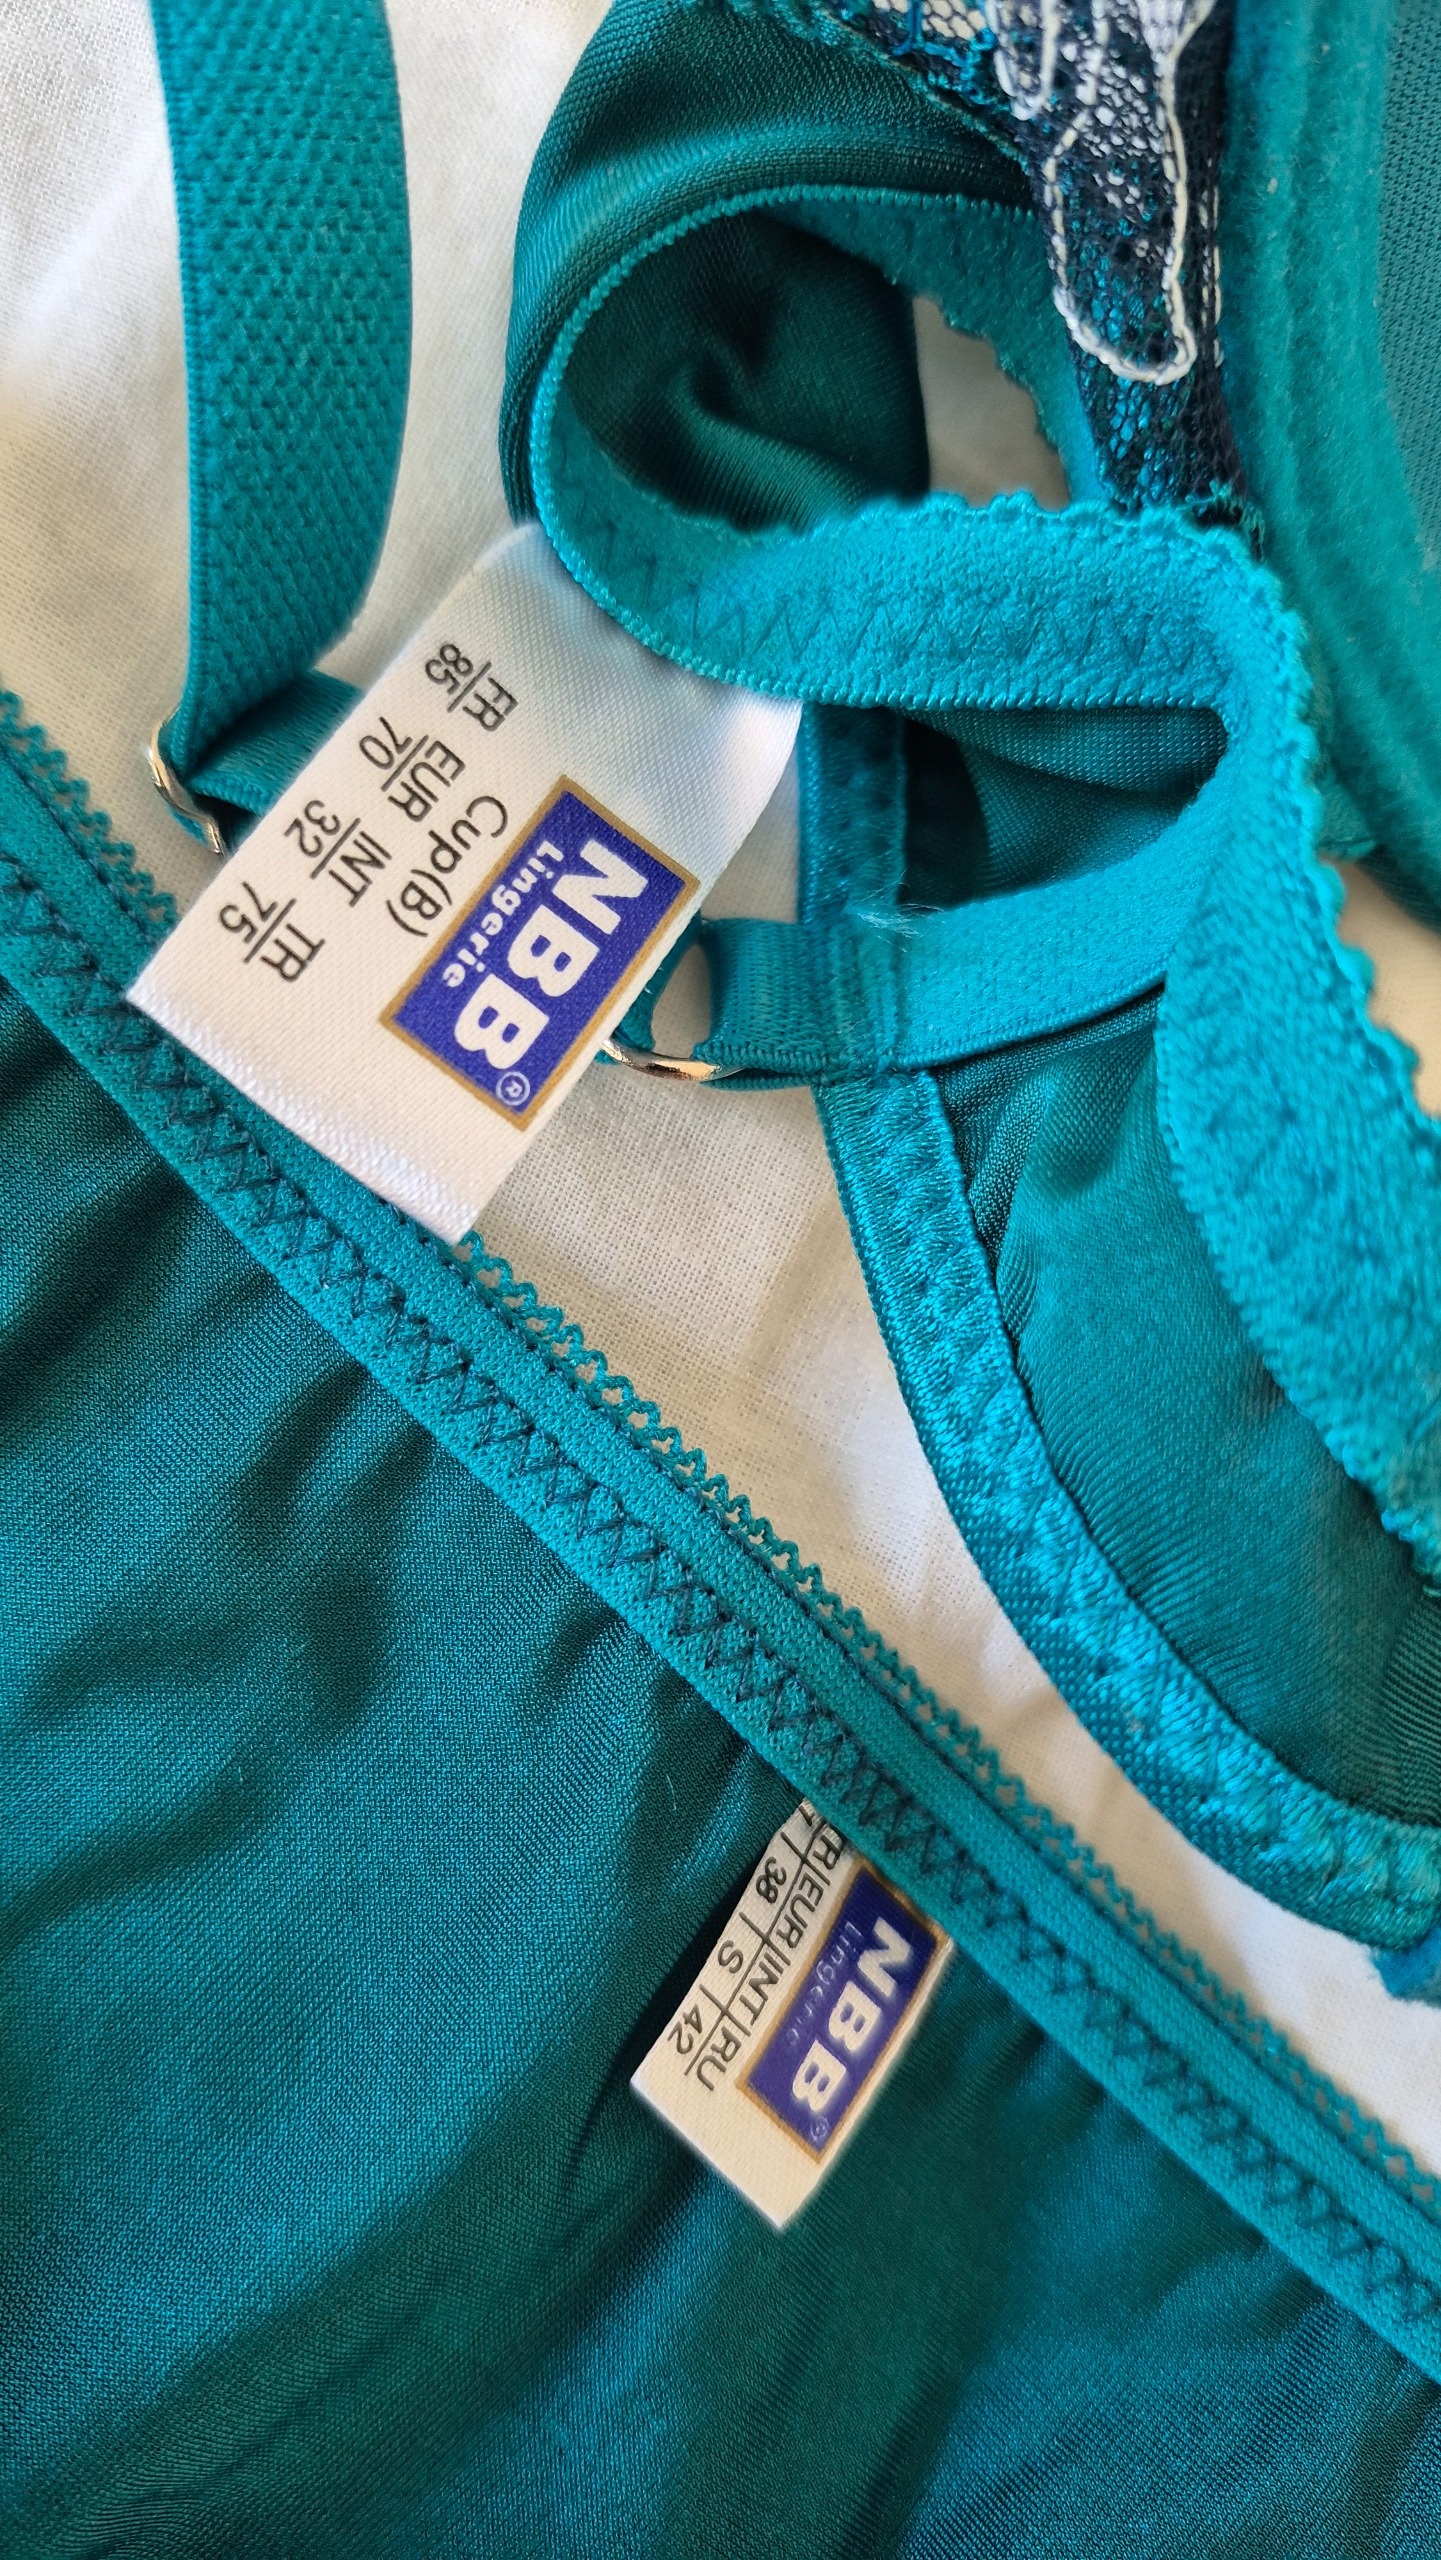 NBB®
Lingerie
Cup(B)
FR EUR INT TR
85 70 32 75
NBB®
Lingerie
EUR INT RU
38 S 42